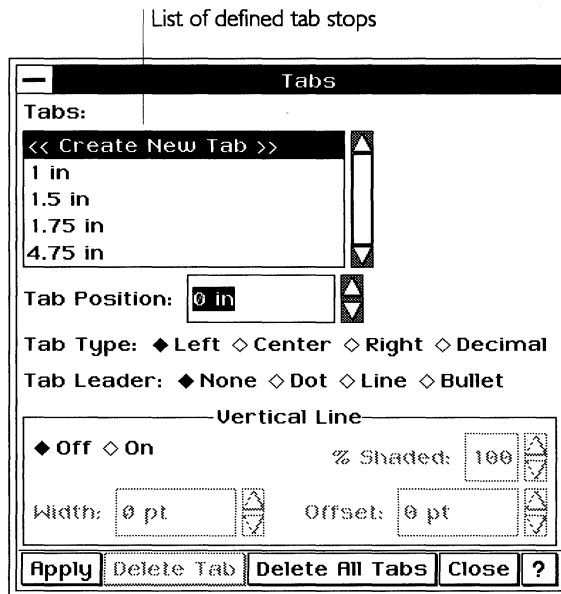 List of defined tab stops
Tabs
Tabs:
<< Create New Tab >>
1 in
1.5 in
1.75 in
4.75 in
Tab Position: 0 in
Tab Type: ◆Left ◇Center ◇Right ◇Decimal
Tab Leader: ◆None ◇Dot ◇Line ◇Bullet
Vertical Line
◆Off ◇On % Shaded: 100
Width: 0 pt Offset: 0 pt
Apply Delete Tab Delete All Tabs Close ?